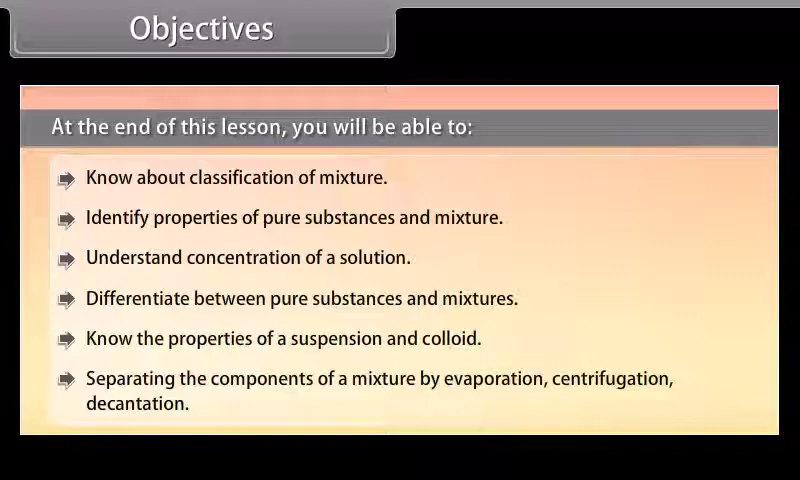 Objectives
At the end of this lesson, you will be able to:
Know about classification of mixture.
Identify properties of pure substances and mixture.
Understand concentration of a solution.
Differentiate between pure substances and mixtures.
Know the properties of a suspension and colloid.
Separating the components of a mixture by evaporation, centrifugation,
decantation.